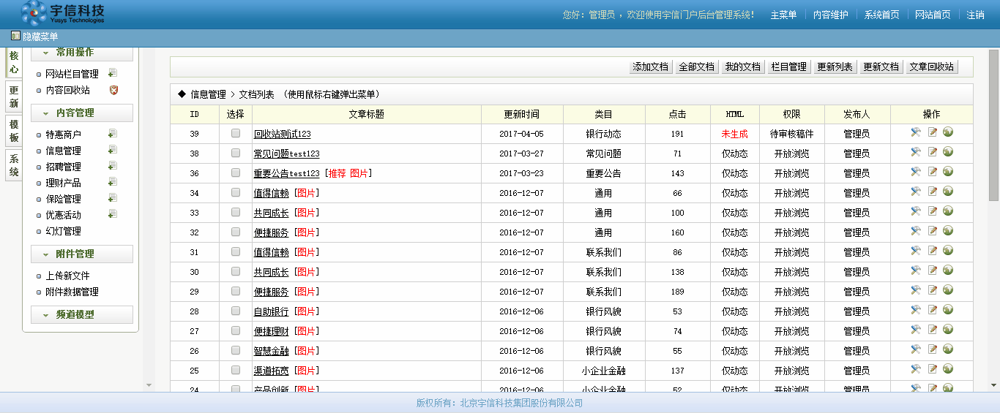 宇信科技
Yusys Technologies
您好：管理员 ，欢迎使用宇信门户后台管理系统! 主菜单 内容维护 系统首页 网站首页 注销
隐藏菜单
核心
更新
模板
系统
常用操作
网站栏目管理
内容回收站
内容管理
特惠商户
信息管理
招聘管理
理财产品
保险管理
优惠活动
幻灯管理
附件管理
上传新文件
附件数据管理
频道模型
添加文档 全部文档 我的文档 栏目管理 更新列表 更新文档 文章回收站
◆ 信息管理 > 文档列表 （使用鼠标右键弹出菜单）
ID 选择 文章标题 更新时间 类目 点击 HTML 权限 发布人 操作
39 回收站测试123 2017-04-05 银行动态 191 未生成 待审核稿件 管理员
38 常见问题test123 2017-03-27 常见问题 71 仅动态 开放浏览 管理员
36 重要公告test123 [推荐 图片] 2017-03-23 重要公告 143 仅动态 开放浏览 管理员
34 值得信赖 [图片] 2016-12-07 通用 66 仅动态 开放浏览 管理员
33 共同成长 [图片] 2016-12-07 通用 100 仅动态 开放浏览 管理员
32 便捷服务 [图片] 2016-12-07 通用 160 仅动态 开放浏览 管理员
31 值得信赖 [图片] 2016-12-07 联系我们 86 仅动态 开放浏览 管理员
30 共同成长 [图片] 2016-12-07 联系我们 138 仅动态 开放浏览 管理员
29 便捷服务 [图片] 2016-12-07 联系我们 189 仅动态 开放浏览 管理员
28 自助银行 [图片] 2016-12-06 银行风貌 53 仅动态 开放浏览 管理员
27 便捷理财 [图片] 2016-12-06 银行风貌 74 仅动态 开放浏览 管理员
26 智慧金融 [图片] 2016-12-06 银行风貌 55 仅动态 开放浏览 管理员
25 渠道拓宽 [图片] 2016-12-06 小企业金融 137 仅动态 开放浏览 管理员
24 产品创新 [图片] 2016-12-06 小企业金融 52 仅动态 开放浏览 管理员
版权所有：北京宇信科技集团股份有限公司